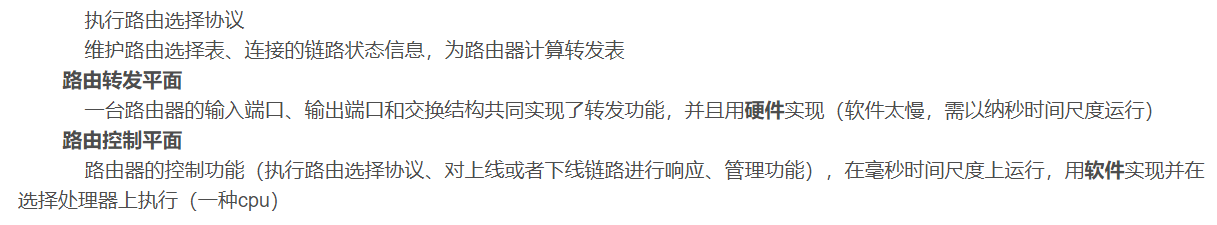 执行路由选择协议
维护路由选择表、连接的链路状态信息，为路由器计算转发表
路由转发平面
一台路由器的输入端口、输出端口和交换结构共同实现了转发功能，并且用硬件实现（软件太慢，需以纳秒时间尺度运行）
路由控制平面
路由器的控制功能（执行路由选择协议、对上线或者下线链路进行响应、管理功能），在毫秒时间尺度上运行，用软件实现并在
选择处理器上执行（一种cpu）